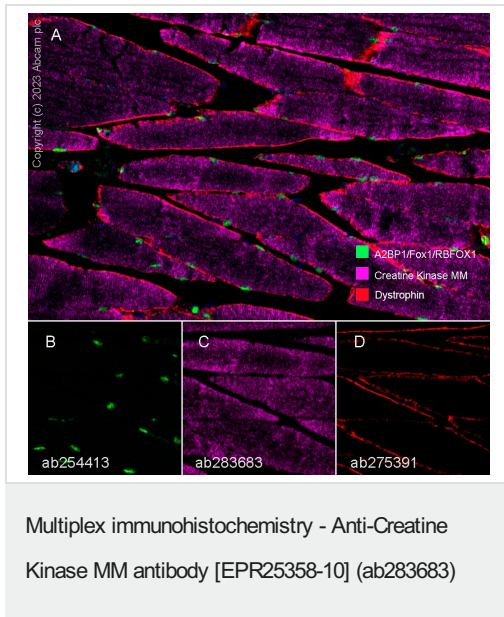 A
Copyright (c) 2023 Abcam plc
A2BP1/Fox1/RBFOX1
Creatine Kinase MM
Dystrophin
B
C
D
ab254413
ab283683
ab275391
Multiplex immunohistochemistry - Anti-Creatine
Kinase MM antibody [EPR25358-10] (ab283683)